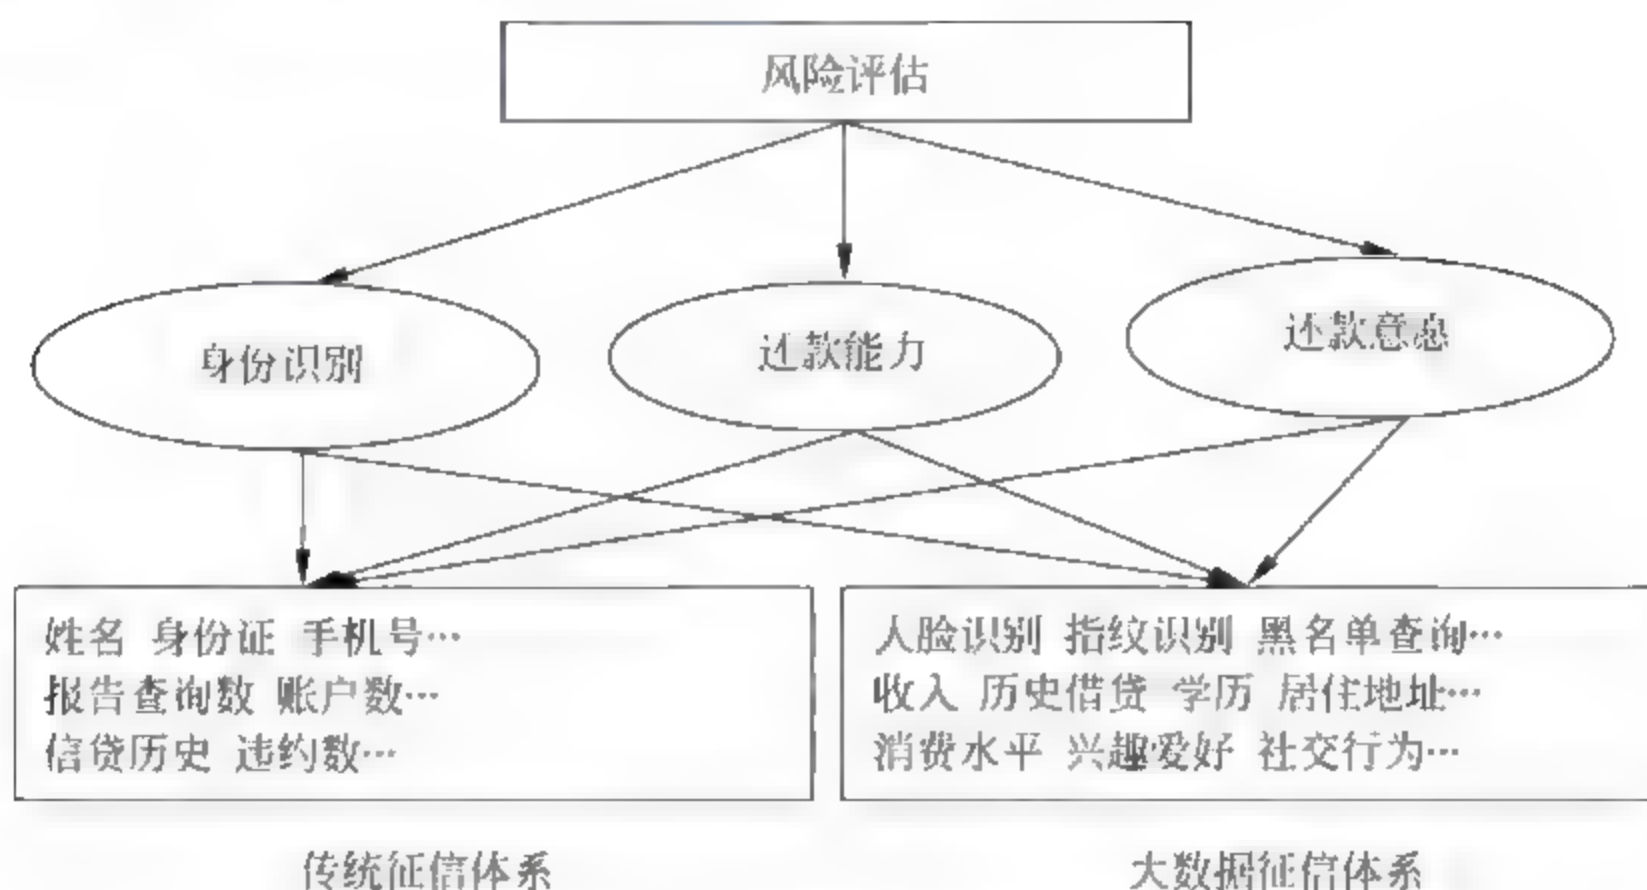 风险评估
身份识别
还款能力
还款意愿
姓名 身份证 手机号…
报告查询数 账户数…
信贷历史 违约数…
人脸识别 指纹识别 黑名单查询…
收入 历史借贷 学历 居住地址…
消费水平 兴趣爱好 社交行为…
传统征信体系
大数据征信体系